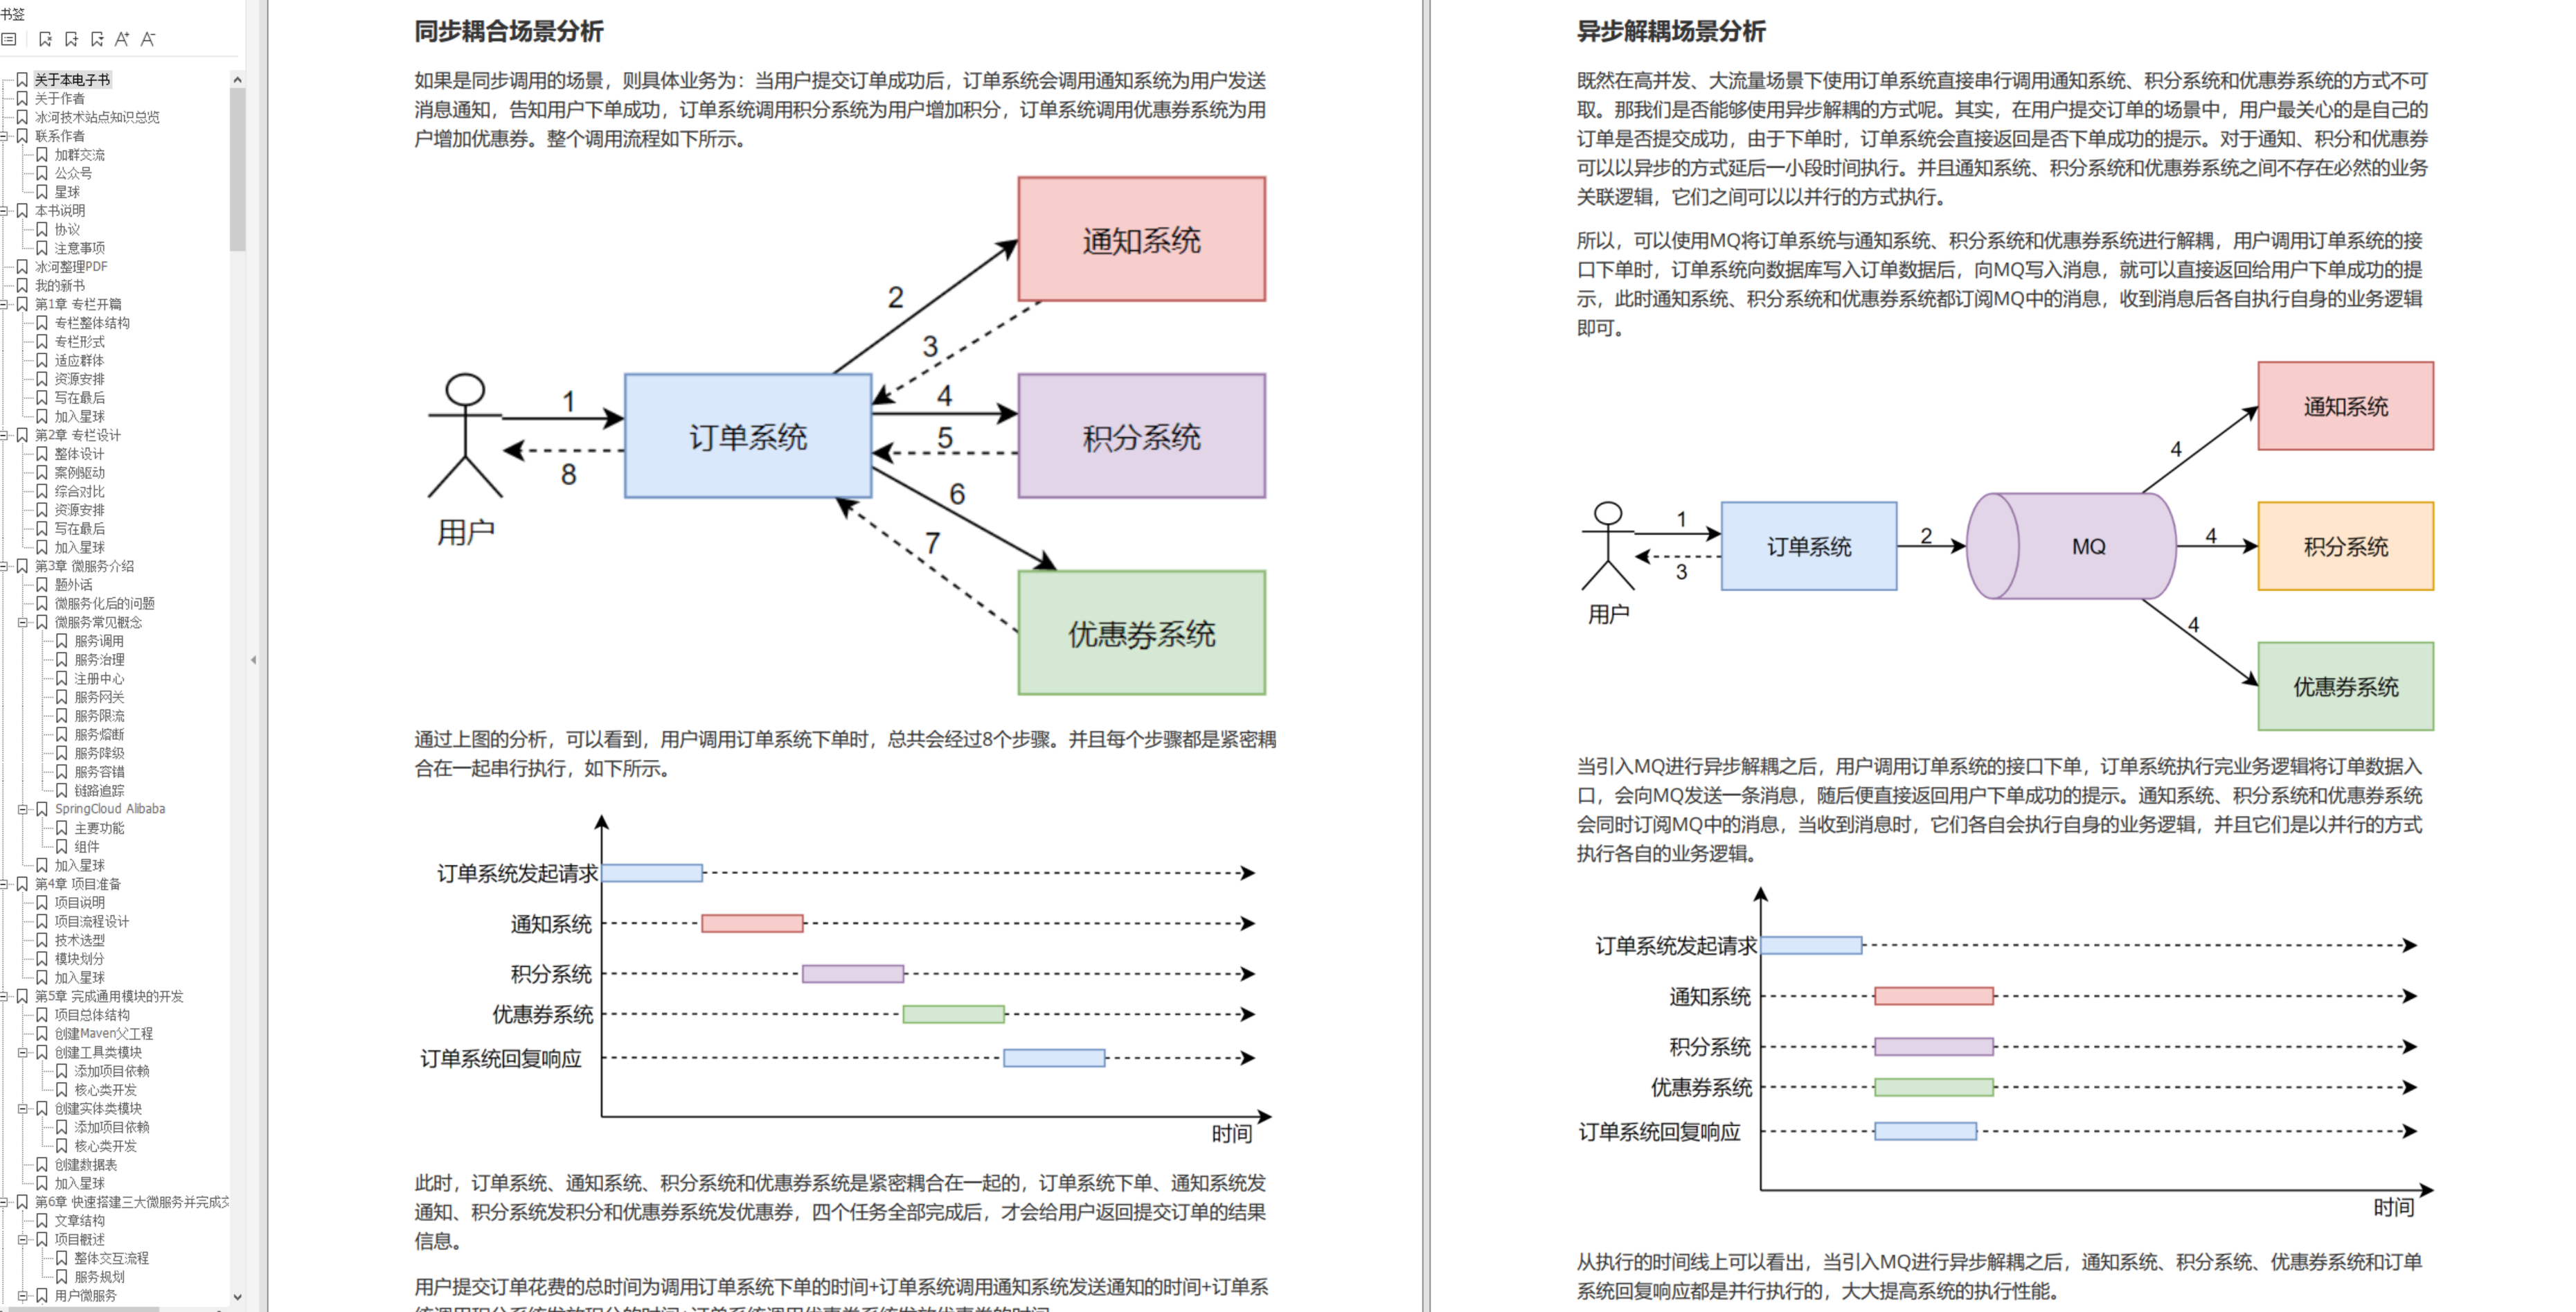 书签
关于本电子书
关于作者
冰河技术站点知识总览
联系作者
加群交流
公众号
星球
本书说明
协议
注意事项
冰河整理PDF
我的新书
第1章 专栏开篇
专栏整体结构
专栏形式
适应群体
资源安排
写在最后
加入星球
第2章 专栏设计
整体设计
案例驱动
综合对比
资源安排
写在最后
加入星球
第3章 微服务介绍
题外话
微服务化后的问题
微服务常见概念
服务调用
服务治理
注册中心
服务网关
服务限流
服务熔断
服务降级
服务容错
链路追踪
SpringCloud Alibaba
主要功能
组件
加入星球
第4章 项目准备
项目说明
项目流程设计
技术选型
模块划分
加入星球
第5章 完成通用模块的开发
项目总体结构
创建Maven父工程
创建工具类模块
添加项目依赖
核心类开发
创建实体类模块
添加项目依赖
核心类开发
创建数据表
加入星球
第6章 快速搭建三大微服务并完成交
文章结构
项目概述
整体交互流程
服务规划
用户微服务
同步耦合场景分析
如果是同步调用的场景，则具体业务为：当用户提交订单成功后，订单系统会调用通知系统为用户发送
消息通知，告知用户下单成功，订单系统调用积分系统为用户增加积分，订单系统调用优惠券系统为用
户增加优惠券。整个调用流程如下所示。
通知系统
2
3
1
4
订单系统
积分系统
5
8
6
用户
7
优惠券系统
通过上图的分析，可以看到，用户调用订单系统下单时，总共会经过8个步骤。并且每个步骤都是紧密耦
合在一起串行执行，如下所示。
订单系统发起请求
通知系统
积分系统
优惠券系统
订单系统回复响应
时间
此时，订单系统、通知系统、积分系统和优惠券系统是紧密耦合在一起的，订单系统下单、通知系统发
通知、积分系统发积分和优惠券系统发优惠券，四个任务全部完成后，才会给用户返回提交订单的结果
信息。
用户提交订单花费的总时间为调用订单系统下单的时间+订单系统调用通知系统发送通知的时间+订单系
统调用积分系统发放积分的时间+订单系统调用优惠券系统发放优惠券的时间
异步解耦场景分析
既然在高并发、大流量场景下使用订单系统直接串行调用通知系统、积分系统和优惠券系统的方式不可
取。那我们是否能够使用异步解耦的方式呢。其实，在用户提交订单的场景中，用户最关心的是自己的
订单是否提交成功，由于下单时，订单系统会直接返回是否下单成功的提示。对于通知、积分和优惠券
可以以异步的方式延后一小段时间执行。并且通知系统、积分系统和优惠券系统之间不存在必然的业务
关联逻辑，它们之间可以以并行的方式执行。
所以，可以使用MQ将订单系统与通知系统、积分系统和优惠券系统进行解耦，用户调用订单系统的接
口下单时，订单系统向数据库写入订单数据后，向MQ写入消息，就可以直接返回给用户下单成功的提
示，此时通知系统、积分系统和优惠券系统都订阅MQ中的消息，收到消息后各自执行自身的业务逻辑
即可。
通知系统
4
1
订单系统
2
MQ
4
积分系统
3
用户
4
优惠券系统
当引入MQ进行异步解耦之后，用户调用订单系统的接口下单，订单系统执行完业务逻辑将订单数据入
口，会向MQ发送一条消息，随后便直接返回用户下单成功的提示。通知系统、积分系统和优惠券系统
会同时订阅MQ中的消息，当收到消息时，它们各自会执行自身的业务逻辑，并且它们是以并行的方式
执行各自的业务逻辑。
订单系统发起请求
通知系统
积分系统
优惠券系统
订单系统回复响应
时间
从执行的时间线上可以看出，当引入MQ进行异步解耦之后，通知系统、积分系统、优惠券系统和订单
系统回复响应都是并行执行的，大大提高系统的执行性能。